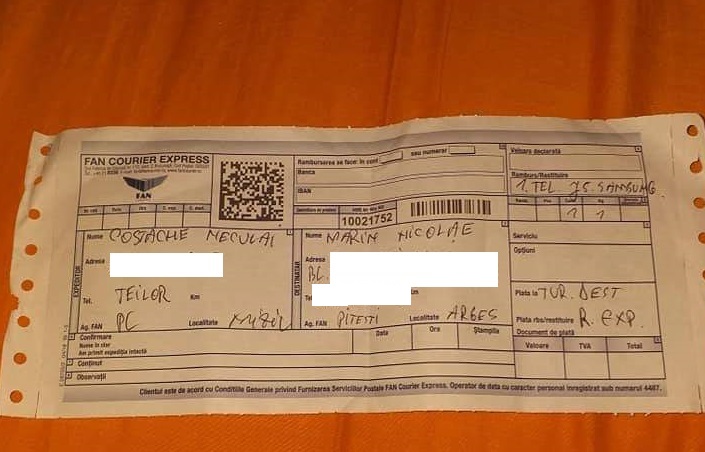 FAN COURIER EXPRESS
FAN
Rambursarea se face: în cont sau numerar
Banca
IBAN
Valoare declarată
Ramburs/Restituire
1. TEL. J5. SAMSUNG
10021752
1 1
EXPEDITOR
Nume COSTACHE NECULAI
Adresa
TEILOR
Tel. Km
Ag. FAN Localitate
DESTINATAR
Nume MARIN NICOLAE
Adresa
BL.
Tel.
Ag. FAN PITESTI Localitate ARGES
Serviciu
Opțiuni
Plata la DEST
Plata rbs/restituire R. EXP.
Document de plată
Valoare TVA Total
Confirmare
Nume în clar
Am primit expediția intactă
Data Ora Ștampila
Conținut
Observații
Clientul este de acord cu Condițiile Generale privind Furnizarea Serviciilor Poștale FAN Courier Express. Operator de date cu caracter personal înregistrat sub numarul 4487.